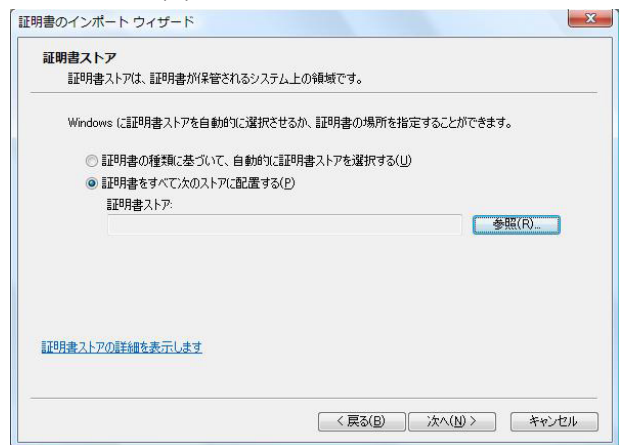 証明書のインポート ウィザード
証明書ストア
証明書ストアは、証明書が保管されるシステム上の領域です。
Windows に証明書ストアを自動的に選択させるか、証明書の場所を指定することができます。
証明書の種類に基づいて、自動的に証明書ストアを選択する(U)
証明書をすべて次のストアに配置する(P)
証明書ストア:
参照(R)...
証明書ストアの詳細を表示します
< 戻る(B) 次へ(N) > キャンセル